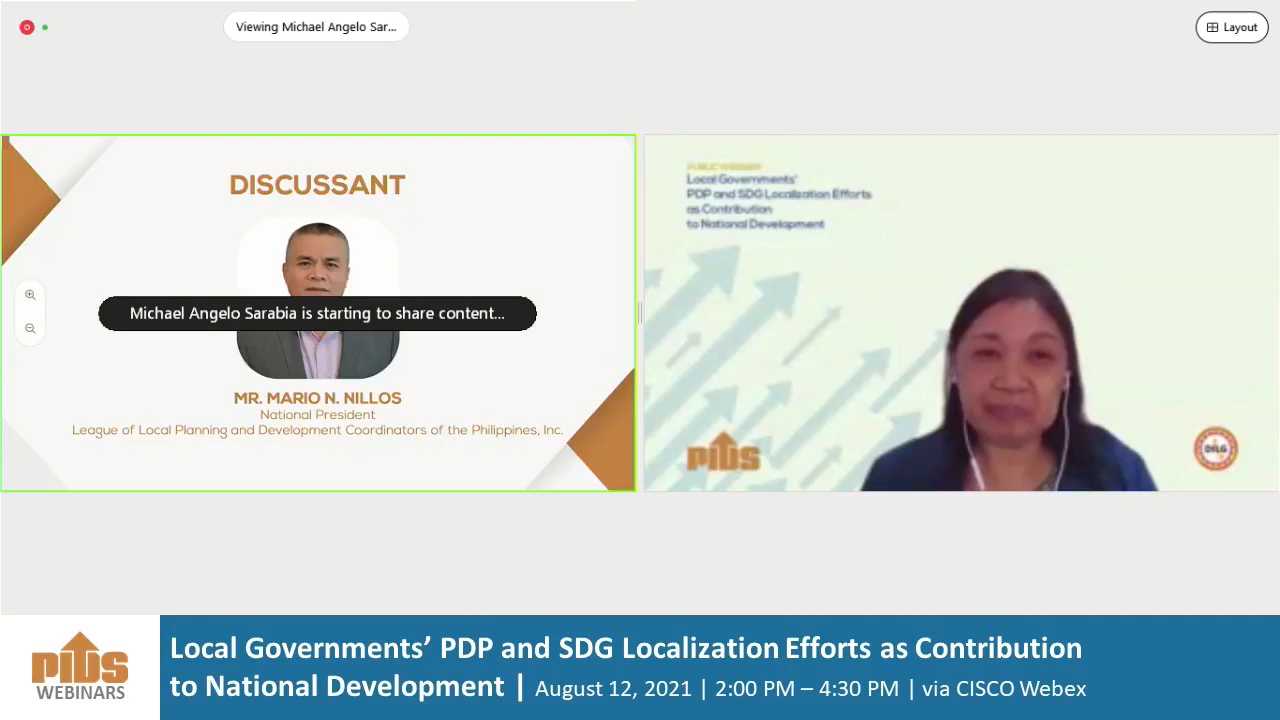 Viewing Michael Angelo Sar...
Layout
DISCUSSANT
Michael Angelo Sarabia is starting to share content...
MR. MARIO N. NILLOS
National President
League of Local Planning and Development Coordinators of the Philippines, Inc.
PUBLIC WEBINAR
Local Governments'
PDP and SDG Localization Efforts
as Contribution
to National Development
PIDS
DILG
PIDS
WEBINARS
Local Governments' PDP and SDG Localization Efforts as Contribution
to National Development | August 12, 2021 | 2:00 PM – 4:30 PM | via CISCO Webex